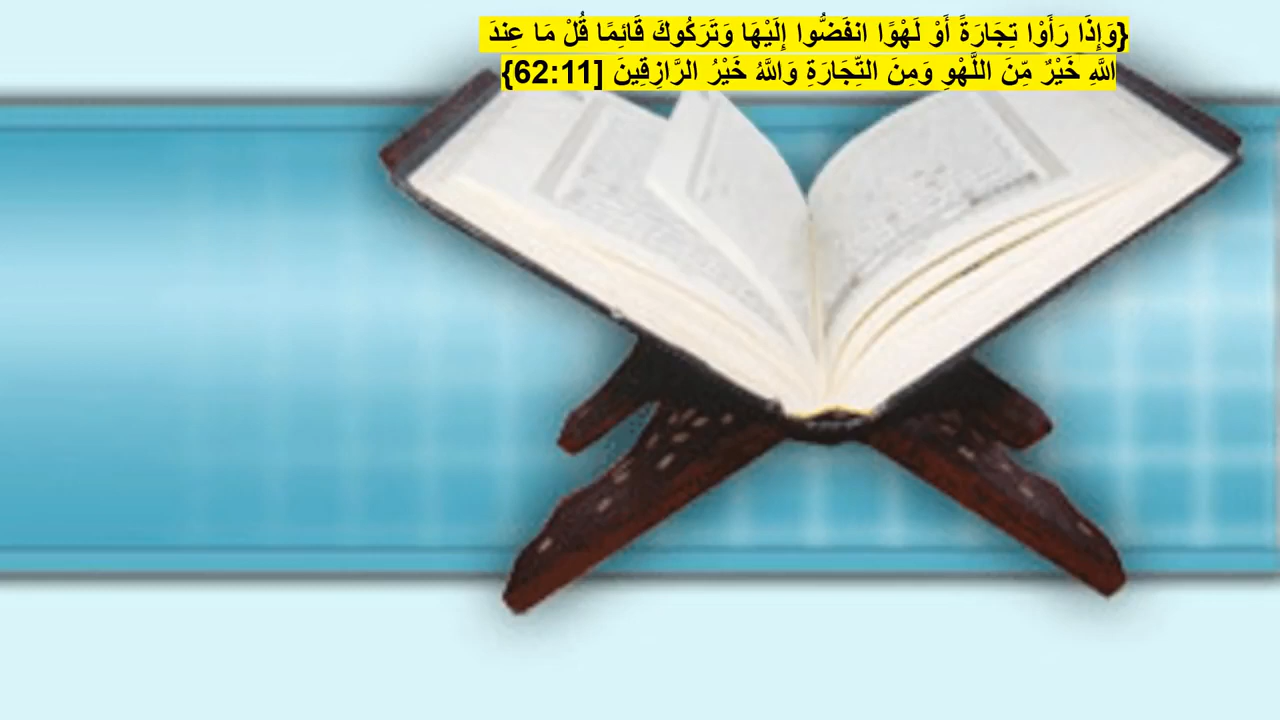 {وَإِذَا رَأَوْا تِجَارَةً أَوْ لَهْوًا انفَضُّوا إِلَيْهَا وَتَرَكُوكَ قَائِمًا قُلْ مَا عِندَ
اللَّهِ خَيْرٌ مِّنَ اللَّهْوِ وَمِنَ التِّجَارَةِ وَاللَّهُ خَيْرُ الرَّازِقِينَ [62:11}